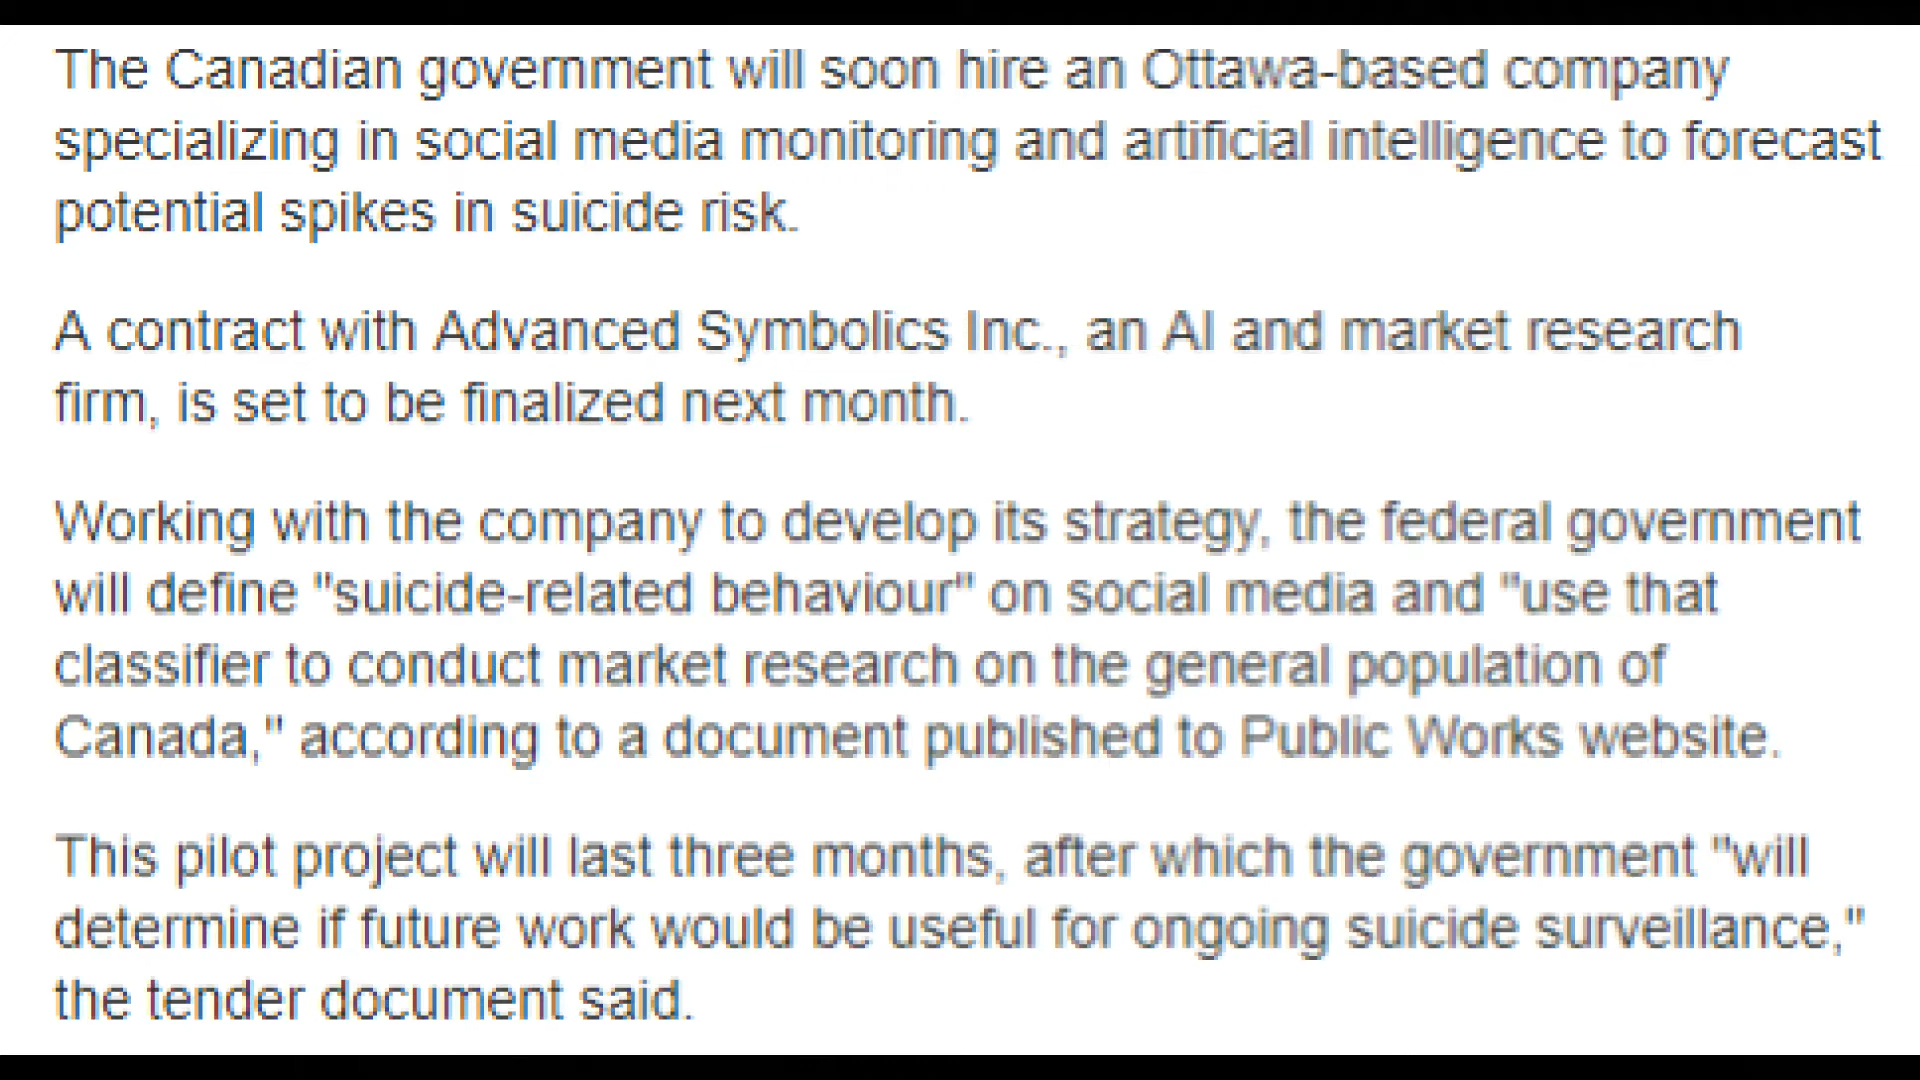 The Canadian government will soon hire an Ottawa-based company
specializing in social media monitoring and artificial intelligence to forecast
potential spikes in suicide risk.
A contract with Advanced Symbolics Inc., an AI and market research
firm, is set to be finalized next month.
Working with the company to develop its strategy, the federal government
will define "suicide-related behaviour" on social media and "use that
classifier to conduct market research on the general population of
Canada," according to a document published to Public Works website.
This pilot project will last three months, after which the government "will
determine if future work would be useful for ongoing suicide surveillance,"
the tender document said.